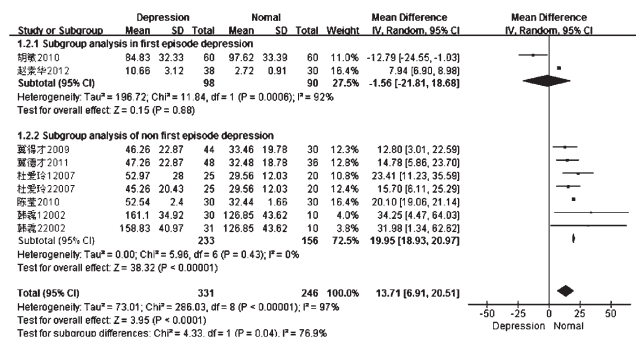 Depression Normal Mean Difference Mean Difference
Study or Subgroup Mean SD Total Mean SD Total Weight IV, Random, 95% CI IV, Random, 95% CI
1.2.1 Subgroup analysis in first episode depression
胡敏2010 84.83 32.33 60 97.62 33.39 60 11.0% -12.79 [-24.55, -1.03]
赵素华2012 10.66 3.12 38 2.72 0.91 30 16.4% 7.94 [6.90, 8.98]
Subtotal (95% CI) 98 90 27.5% -1.56 [-21.81, 18.68]
Heterogeneity: Tau² = 196.72; Chi² = 11.84, df = 1 (P = 0.0006); I² = 92%
Test for overall effect: Z = 0.15 (P = 0.88)
1.2.2 Subgroup analysis of non first episode depression
冀得才2009 46.26 22.87 44 33.46 19.78 30 12.3% 12.80 [3.01, 22.59]
冀德才2011 47.26 22.87 48 32.48 18.78 36 12.8% 14.78 [5.86, 23.70]
杜爱玲12007 52.97 28 25 29.56 12.03 20 10.8% 23.41 [11.23, 35.59]
杜爱玲22007 45.26 20.43 25 29.56 12.03 20 12.5% 15.70 [6.11, 25.29]
陈莹2010 52.54 2.4 30 32.44 1.66 30 16.4% 20.10 [19.06, 21.14]
韩巍12002 161.1 34.92 30 126.85 43.62 10 4.0% 34.25 [4.47, 64.03]
韩巍22002 158.83 40.97 31 126.85 43.62 10 3.8% 31.98 [1.34, 62.62]
Subtotal (95% CI) 233 156 72.5% 19.95 [18.93, 20.97]
Heterogeneity: Tau² = 0.00; Chi² = 5.96, df = 6 (P = 0.43); I² = 0%
Test for overall effect: Z = 38.32 (P < 0.00001)
Total (95% CI) 331 246 100.0% 13.71 [6.91, 20.51]
Heterogeneity: Tau² = 73.01; Chi² = 286.03, df = 8 (P < 0.00001); I² = 97%
Test for overall effect: Z = 3.95 (P < 0.0001)
Test for subgroup differences: Chi² = 4.33, df = 1 (P = 0.04), I² = 76.9%
-50 -25 0 25 50
Depression Normal